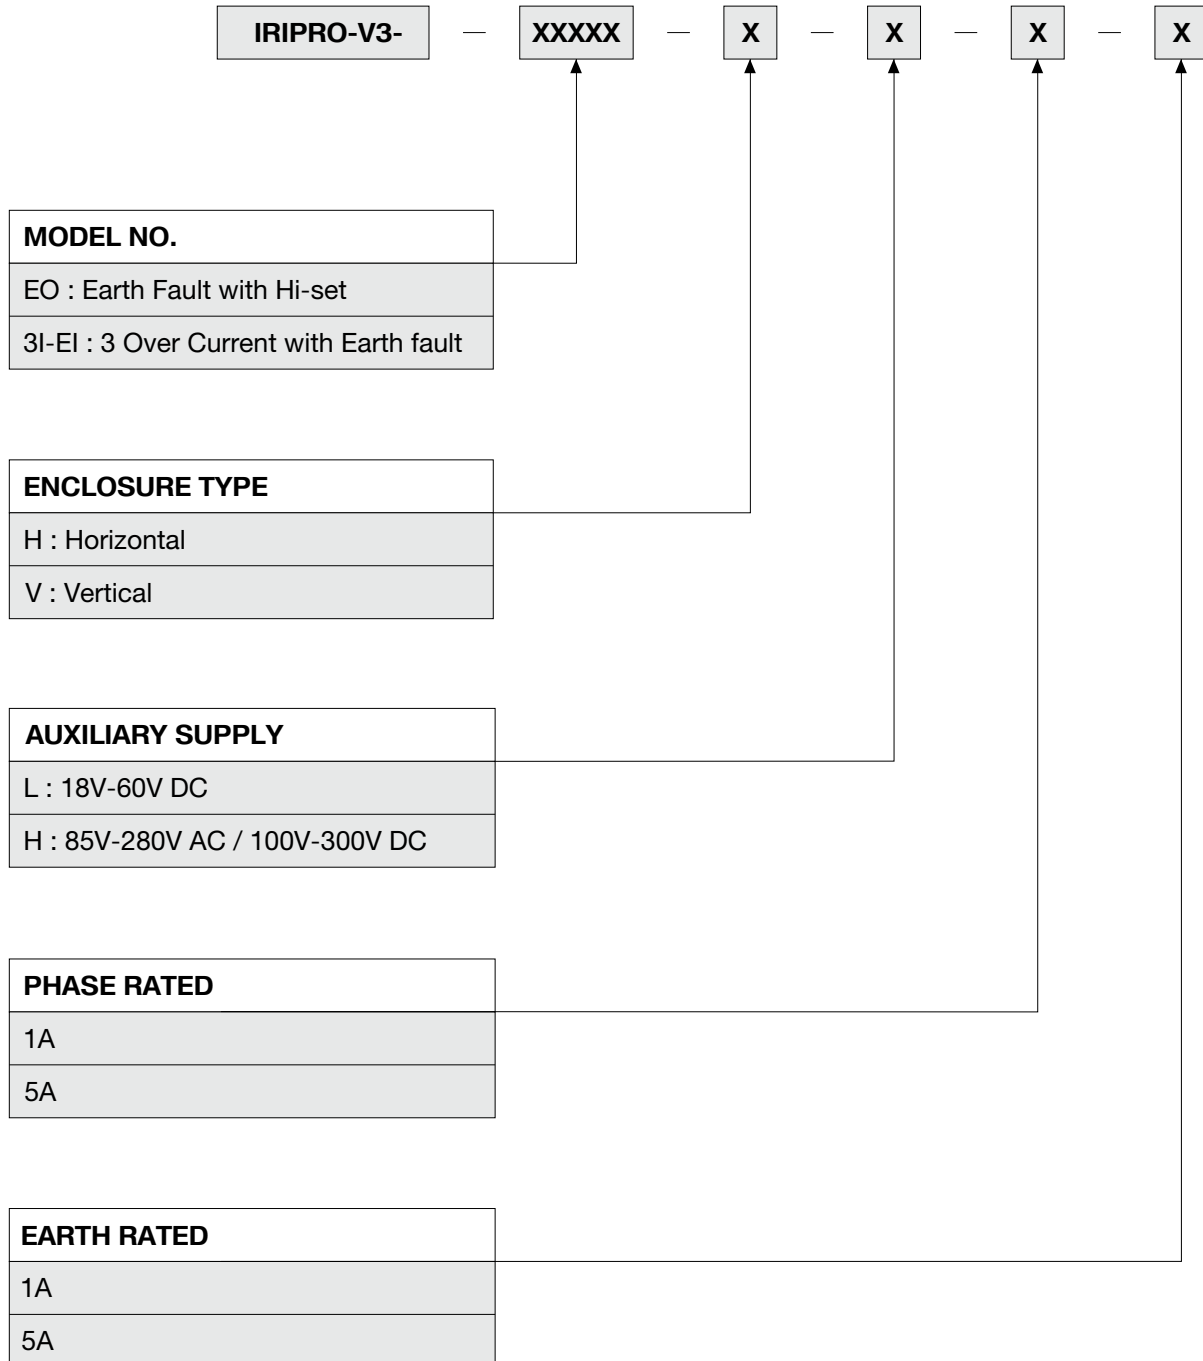 IRIPRO-V3- — XXXXX — X — X — X — X
MODEL NO.
EO : Earth Fault with Hi-set
3I-EI : 3 Over Current with Earth fault
ENCLOSURE TYPE
H : Horizontal
V : Vertical
AUXILIARY SUPPLY
L : 18V-60V DC
H : 85V-280V AC / 100V-300V DC
PHASE RATED
1A
5A
EARTH RATED
1A
5A